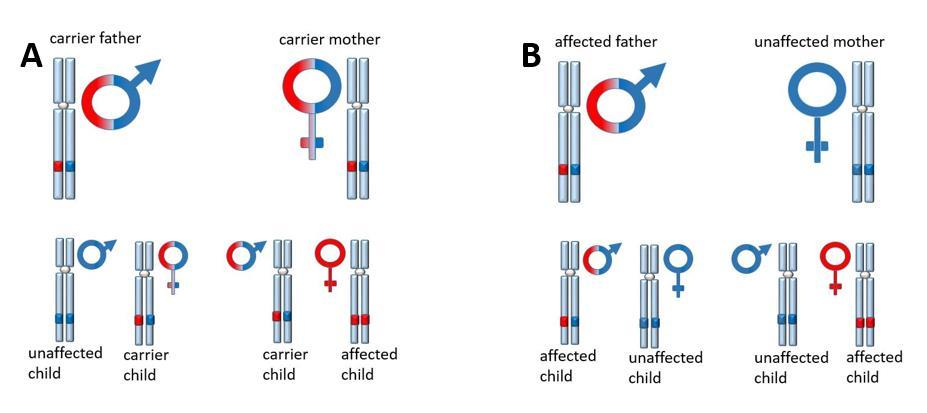 A
carrier father
carrier mother
unaffected
child
carrier
child
carrier
child
affected
child
B
affected father
unaffected mother
affected
child
unaffected
child
unaffected
child
affected
child